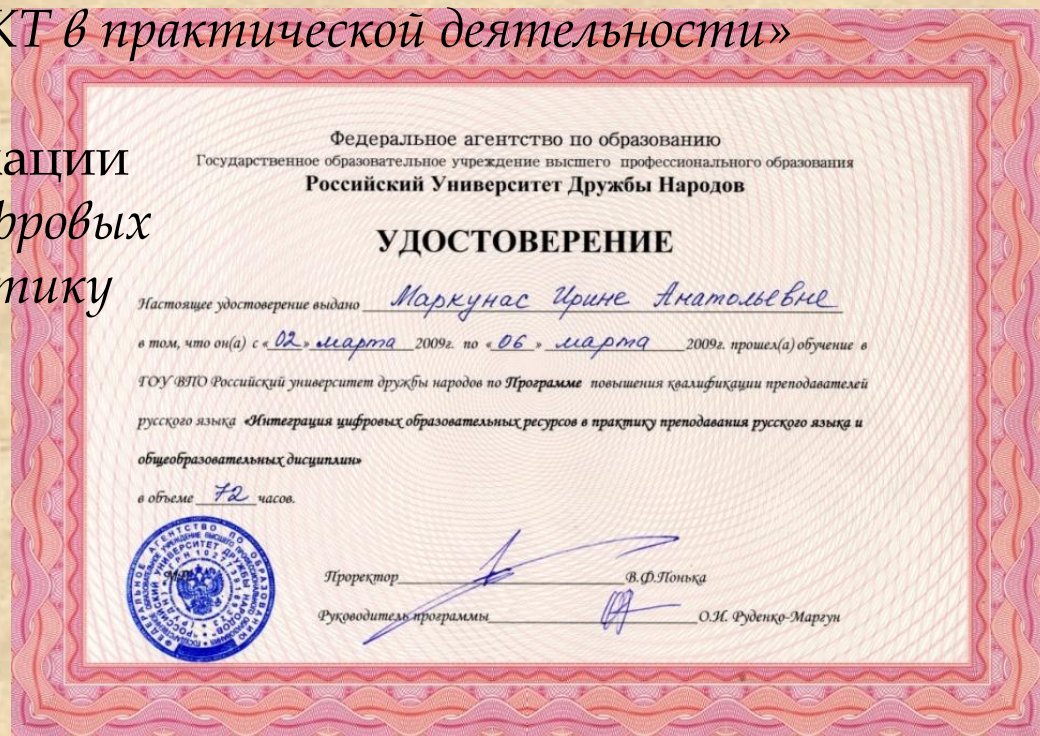 КТ в практической деятельности»
кации
фровых
тику
Федеральное агентство по образованию
Государственное образовательное учреждение высшего профессионального образования
Российский Университет Дружбы Народов
УДОСТОВЕРЕНИЕ
Настоящее удостоверение выдано Маркунас Ирине Анатольевне
в том, что он(а) с «02» марта 2009г. по «06» марта 2009г. прошел(а) обучение в
ГОУ ВПО Российский университет дружбы народов по Программе повышения квалификации преподавателей
русского языка «Интеграция цифровых образовательных ресурсов в практику преподавания русского языка и
общеобразовательных дисциплин»
в объеме 72 часов.
Проректор В.Ф.Понька
Руководитель программы О.И. Руденко-Маргун